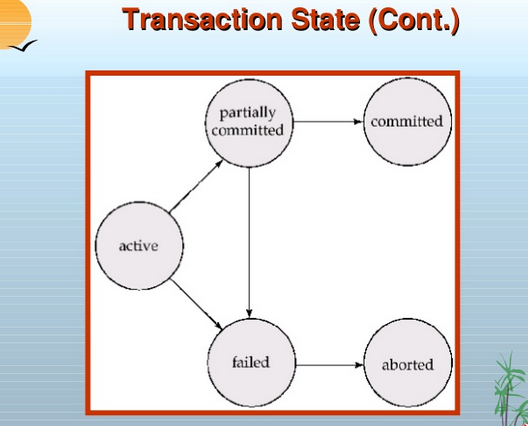 Transaction State (Cont.)
partially
committed
committed
active
failed
aborted